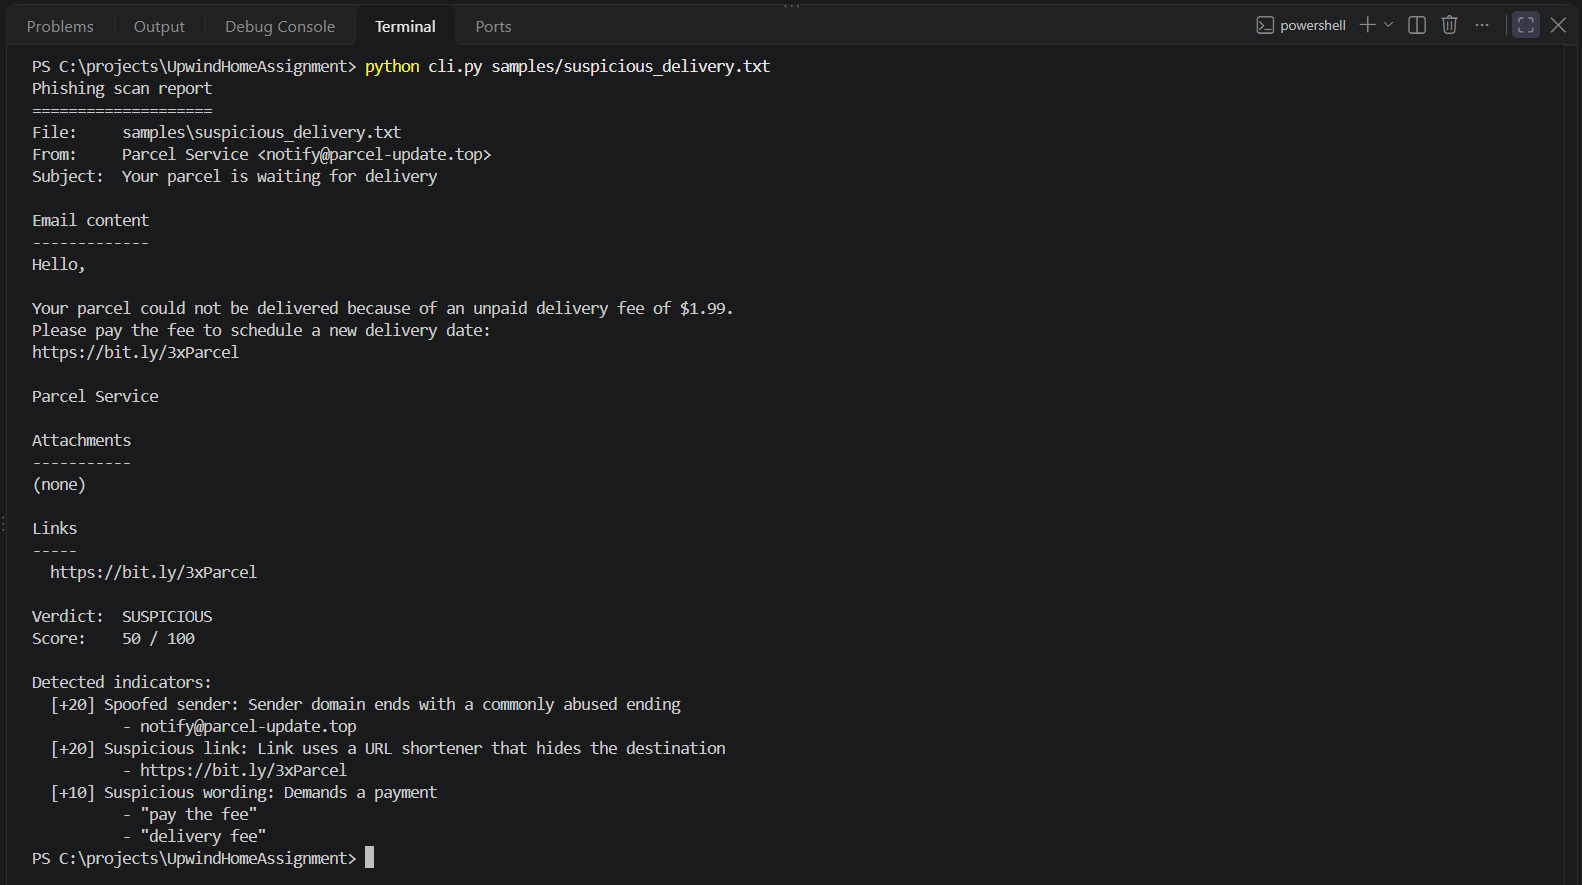 Problems Output Debug Console Terminal Ports powershell
PS C:\projects\UpwindHomeAssignment> python cli.py samples/suspicious_delivery.txt
Phishing scan report
====================
File:     samples\suspicious_delivery.txt
From:     Parcel Service <notify@parcel-update.top>
Subject:  Your parcel is waiting for delivery
Email content
-------------
Hello,
Your parcel could not be delivered because of an unpaid delivery fee of $1.99.
Please pay the fee to schedule a new delivery date:
https://bit.ly/3xParcel
Parcel Service
Attachments
-----------
(none)
Links
-----
  https://bit.ly/3xParcel
Verdict:  SUSPICIOUS
Score:    50 / 100
Detected indicators:
  [+20] Spoofed sender: Sender domain ends with a commonly abused ending
          - notify@parcel-update.top
  [+20] Suspicious link: Link uses a URL shortener that hides the destination
          - https://bit.ly/3xParcel
  [+10] Suspicious wording: Demands a payment
          - "pay the fee"
          - "delivery fee"
PS C:\projects\UpwindHomeAssignment>